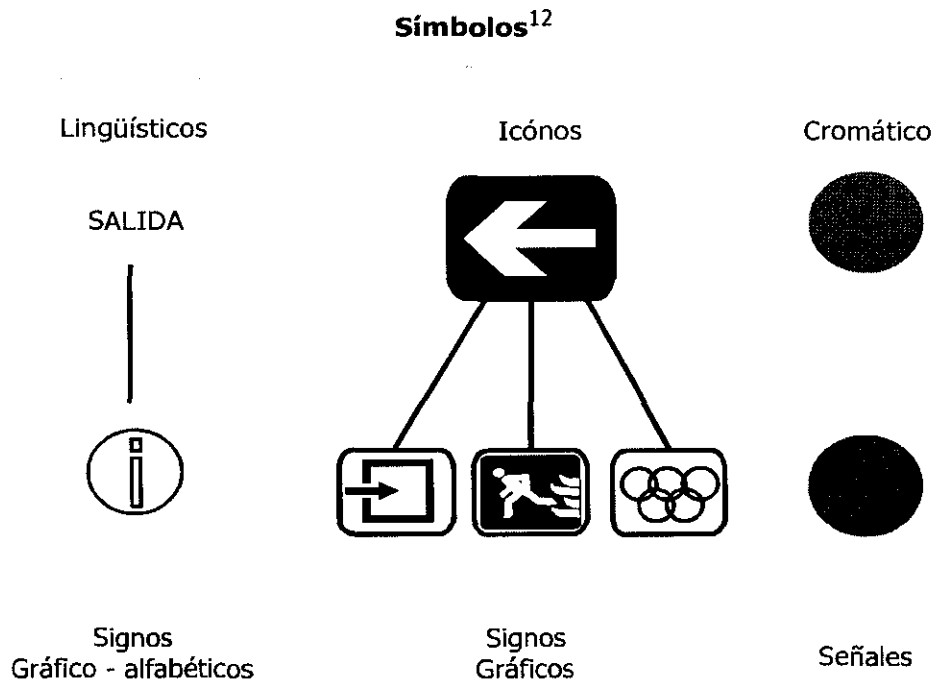 Símbolos12
Lingüísticos
Icónos
Cromático
SALIDA
i
Signos
Gráfico - alfabéticos
Signos
Gráficos
Señales